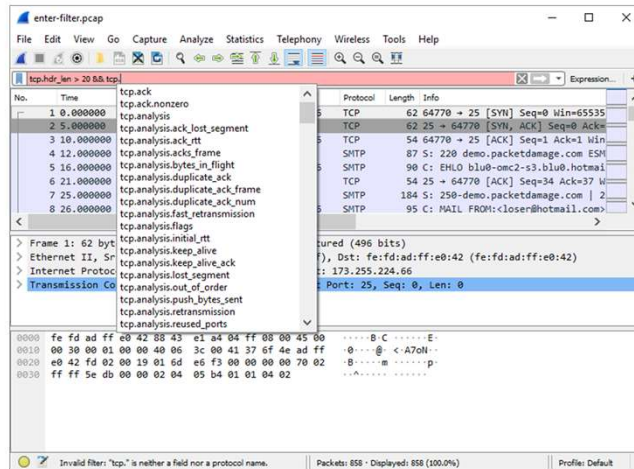 enter-filter.pcap
File Edit View Go Capture Analyze Statistics Telephony Wireless Tools Help
tcp.hdr_len > 20 && tcp. Expression... +
No. Time Protocol Length Info
1 0.000000 TCP 62 64770 → 25 [SYN] Seq=0 Win=65535
2 5.000000 TCP 62 25 → 64770 [SYN, ACK] Seq=0 Ack=
3 10.000000 TCP 54 64770 → 25 [ACK] Seq=1 Ack=1 Win
4 12.000000 SMTP 87 S: 220 demo.packetdamage.com ESM
5 16.000000 SMTP 90 C: EHLO blu0-omc2-s3.blu0.hotmai
6 21.000000 TCP 54 25 → 64770 [ACK] Seq=34 Ack=37 W
7 25.000000 SMTP 184 S: 250-demo.packetdamage.com | 2
8 26.000000 SMTP 95 C: MAIL FROM:<loser@hotmail.com>
tcp.ack
tcp.ack.nonzero
tcp.analysis
tcp.analysis.ack_lost_segment
tcp.analysis.ack_rtt
tcp.analysis.acks_frame
tcp.analysis.bytes_in_flight
tcp.analysis.duplicate_ack
tcp.analysis.duplicate_ack_frame
tcp.analysis.duplicate_ack_num
tcp.analysis.fast_retransmission
tcp.analysis.flags
tcp.analysis.initial_rtt
tcp.analysis.keep_alive
tcp.analysis.keep_alive_ack
tcp.analysis.lost_segment
tcp.analysis.out_of_order
tcp.analysis.push_bytes_sent
tcp.analysis.retransmission
tcp.analysis.reused_ports
Frame 1: 62 byt tured (496 bits)
Ethernet II, Sr f), Dst: fe:fd:ad:ff:e0:42 (fe:fd:ad:ff:e0:42)
Internet Protoc t: 173.255.224.66
Transmission Co t Port: 25, Seq: 0, Len: 0
0000 fe fd ad ff e0 42 88 43 e1 a4 04 ff 08 00 45 00 ·····B·C ······E·
0010 00 30 00 01 00 00 40 06 3c 00 41 37 6f 4e ad ff ·0····@· <·A7oN··
0020 e0 42 fd 02 00 19 01 6d e6 f3 00 00 00 00 70 02 ·B·····m ······p·
0030 ff ff 5e db 00 00 02 04 05 b4 01 01 04 02 ··^····· ······
Invalid filter: "tcp." is neither a field nor a protocol name. Packets: 858 · Displayed: 858 (100.0%) Profile: Default